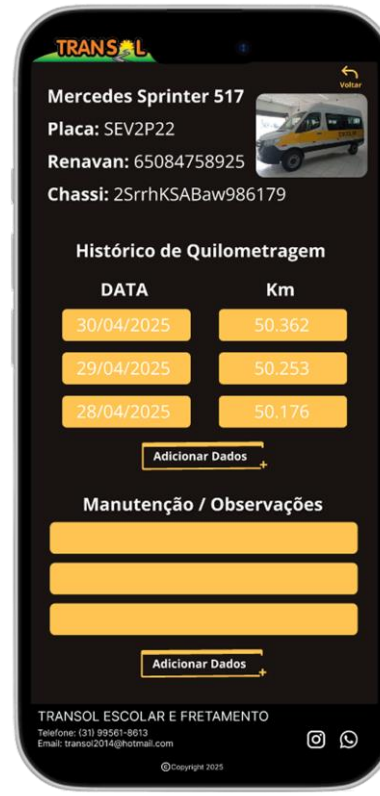 TRANSOL
Voltar
Mercedes Sprinter 517
Placa: SEV2P22
Renavan: 65084758925
Chassi: 2SrrhKSABaw986179
Histórico de Quilometragem
DATA Km
30/04/2025 50.362
29/04/2025 50.253
28/04/2025 50.176
Adicionar Dados
Manutenção / Observações
Adicionar Dados
TRANSOL ESCOLAR E FRETAMENTO
Telefone: (31) 99561-8613
Email: transol2014@hotmail.com
©Copyright 2025